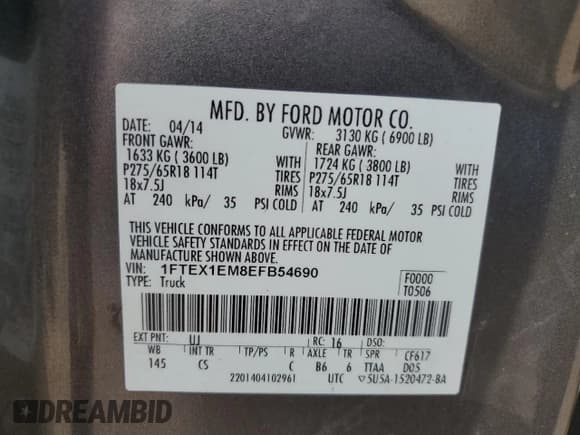 MFD. BY FORD MOTOR CO.
DATE: 04/14 GVWR: 3130 KG ( 6900 LB)
FRONT GAWR: REAR GAWR:
1633 KG ( 3600 LB) WITH 1724 KG ( 3800 LB) WITH
P275/65R18 114T TIRES P275/65R18 114T TIRES
18x7.5J RIMS 18x7.5J RIMS
AT 240 kPa/ 35 PSI COLD AT 240 kPa/ 35 PSI COLD
THIS VEHICLE CONFORMS TO ALL APPLICABLE FEDERAL MOTOR
VEHICLE SAFETY STANDARDS IN EFFECT ON THE DATE OF
MANUFACTURE SHOWN ABOVE.
VIN: 1FTEX1EM8EFB54690 F0000
TYPE: Truck T0506
EXT PNT: UJ RC: 16 DSO:
WB INT TR TP/PS R AXLE TR SPR CF617
145 CS C B6 6 TTAA D05
2201404102961 UTC 5U5A-1520472-BA
DREAMBID